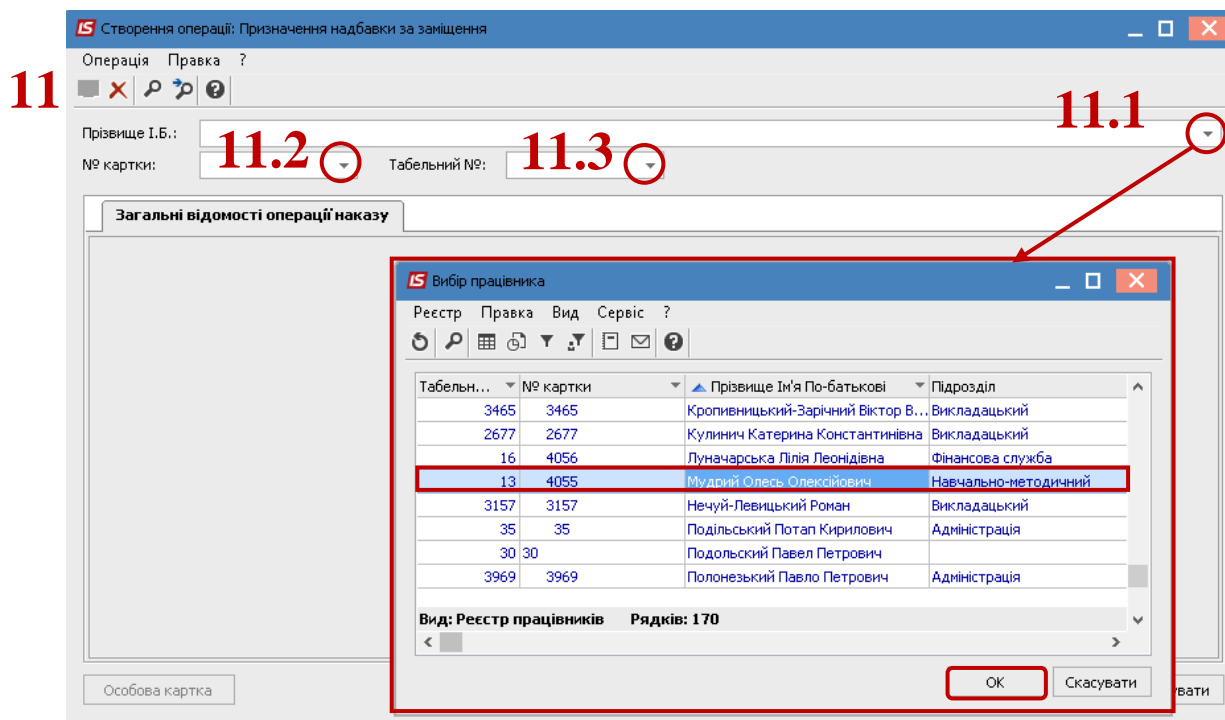 Створення операції: Призначення надбавки за заміщення
Операція Правка ?
11
11.1
Прізвище І.Б.:
№ картки: 11.2 Табельний №: 11.3
Загальні відомості операції наказу
Вибір працівника
Реєстр Правка Вид Сервіс ?
Табельн... № картки Прізвище Ім'я По-батькові Підрозділ
3465 3465 Кропивницький-Зарічний Віктор В... Викладацький
2677 2677 Кулинич Катерина Константинівна Викладацький
16 4056 Луначарська Лілія Леонідівна Фінансова служба
13 4055 Мудрий Олесь Олексійович Навчально-методичний
3157 3157 Нечуй-Левицький Роман Викладацький
35 35 Подільський Потап Кирилович Адміністрація
30 30 Подольский Павел Петрович
3969 3969 Полонезький Павло Петрович Адміністрація
Вид: Реєстр працівників Рядків: 170
OK Скасувати
Особова картка вати